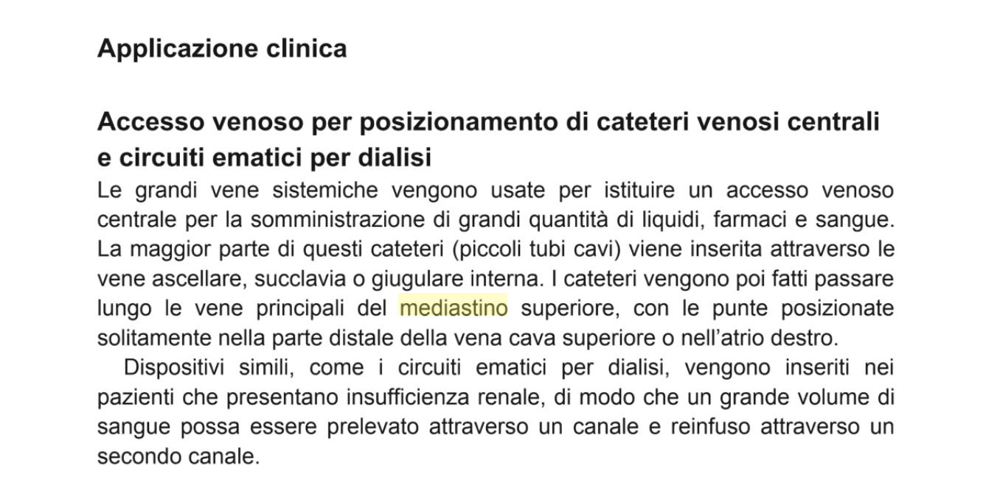 Applicazione clinica
Accesso venoso per posizionamento di cateteri venosi centrali
e circuiti ematici per dialisi
Le grandi vene sistemiche vengono usate per istituire un accesso venoso
centrale per la somministrazione di grandi quantità di liquidi, farmaci e sangue.
La maggior parte di questi cateteri (piccoli tubi cavi) viene inserita attraverso le
vene ascellare, succlavia o giugulare interna. I cateteri vengono poi fatti passare
lungo le vene principali del mediastino superiore, con le punte posizionate
solitamente nella parte distale della vena cava superiore o nell’atrio destro.
Dispositivi simili, come i circuiti ematici per dialisi, vengono inseriti nei
pazienti che presentano insufficienza renale, di modo che un grande volume di
sangue possa essere prelevato attraverso un canale e reinfuso attraverso un
secondo canale.